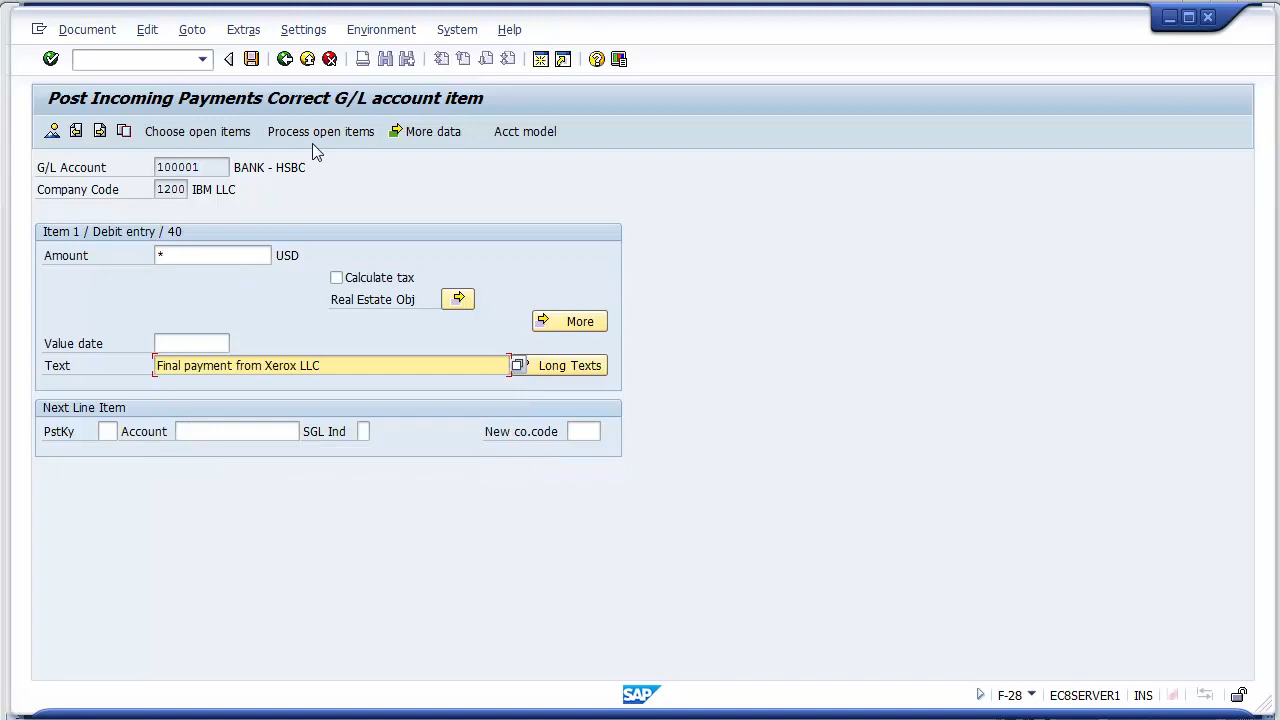 Document Edit Goto Extras Settings Environment System Help
Post Incoming Payments Correct G/L account item
Choose open items Process open items More data Acct model
G/L Account 100001 BANK - HSBC
Company Code 1200 IBM LLC
Item 1 / Debit entry / 40
Amount * USD
Calculate tax
Real Estate Obj
More
Value date
Text Final payment from Xerox LLC Long Texts
Next Line Item
PstKy Account SGL Ind New co.code
SAP F-28 EC8SERVER1 INS